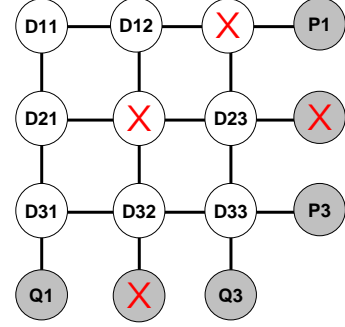 D11 D12 X P1
D21 X D23 X
D31 D32 D33 P3
Q1 X Q3